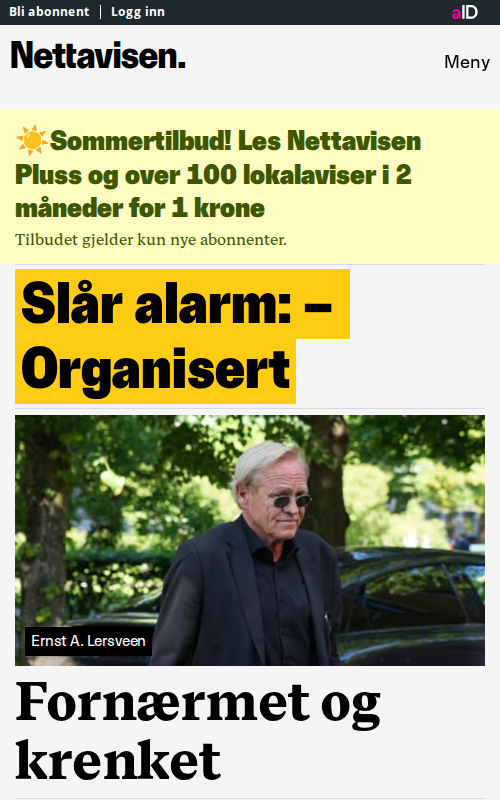 Bli abonnent | Logg inn
aID
Nettavisen.
Meny
☀️Sommertilbud! Les Nettavisen
Pluss og over 100 lokalaviser i 2
måneder for 1 krone
Tilbudet gjelder kun nye abonnenter.
Slår alarm: –
Organisert
Ernst A. Lersveen
Fornærmet og
krenket